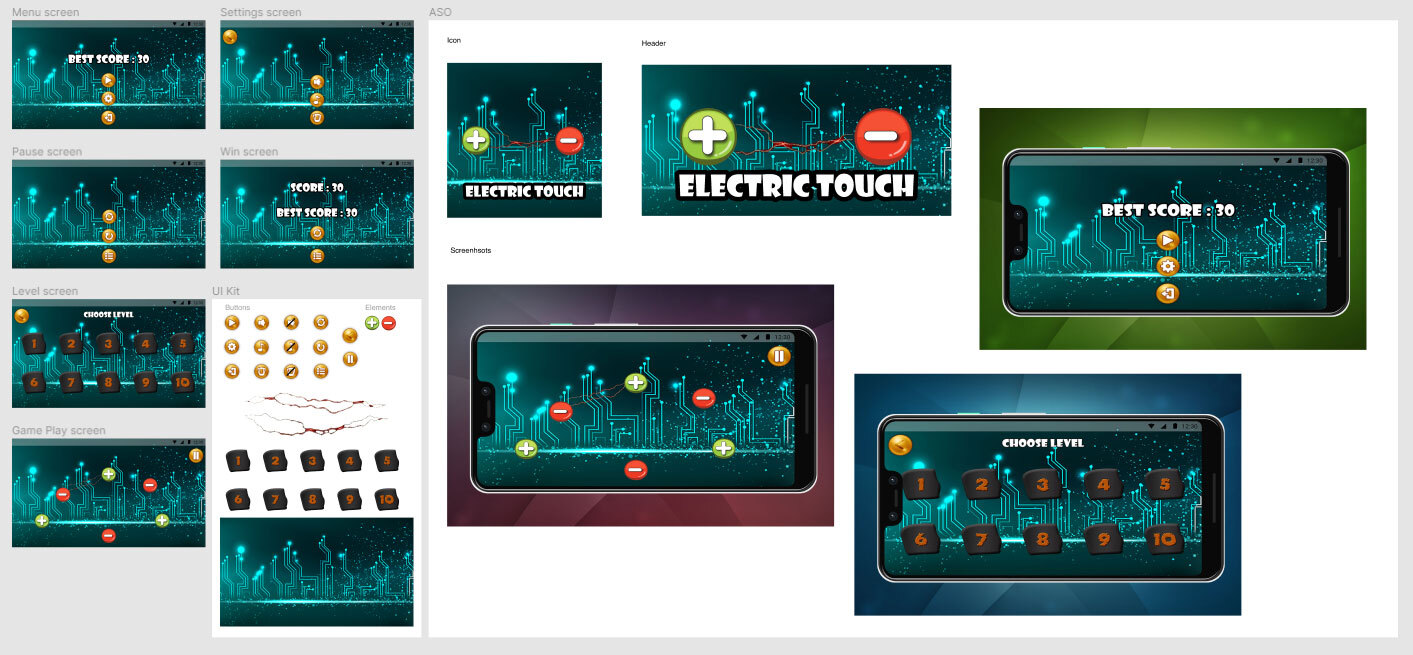 Menu screen
BEST SCORE : 30
Settings screen
Pause screen
Win screen
SCORE : 30
BEST SCORE : 30
Level screen
CHOOSE LEVEL
1 2 3 4 5
6 7 8 9 10
Game Play screen
UI Kit
Buttons
Elements
1 2 3 4 5
6 7 8 9 10
ASO
Icon
ELECTRIC TOUCH
Header
ELECTRIC TOUCH
Screenhsots
12:30
12:30
BEST SCORE : 30
12:30
CHOOSE LEVEL
1 2 3 4 5
6 7 8 9 10